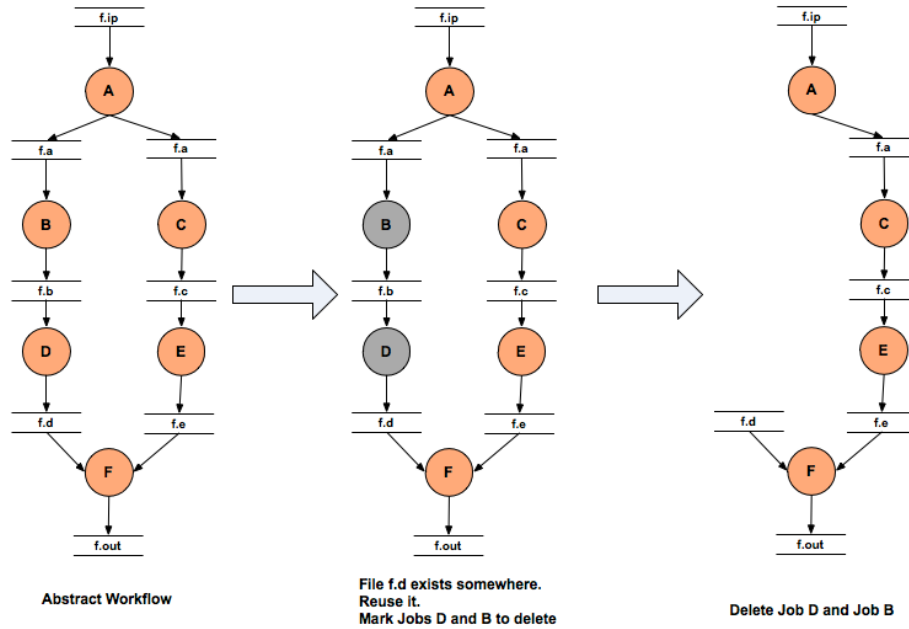 f.ip
A
f.a
f.a
B
C
f.b
f.c
D
E
f.d
f.e
F
f.out
Abstract Workflow
f.ip
A
f.a
f.a
B
C
f.b
f.c
D
E
f.d
f.e
F
f.out
File f.d exists somewhere.
Reuse it.
Mark Jobs D and B to delete
f.ip
A
f.a
C
f.c
E
f.d
f.e
F
f.out
Delete Job D and Job B